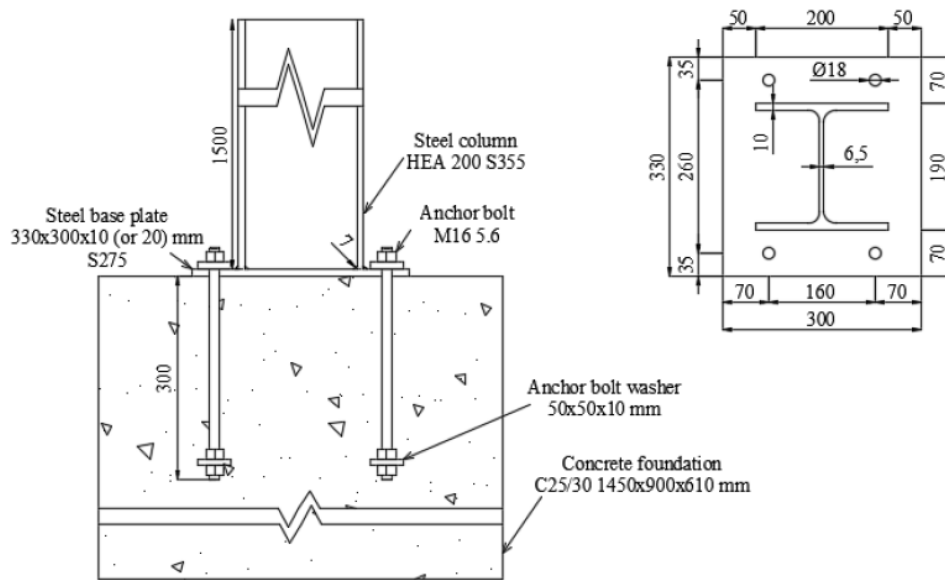 1500
Steel column
HEA 200 S355
Steel base plate
330x300x10 (or 20) mm
S275
Anchor bolt
M16 5.6
7
300
Anchor bolt washer
50x50x10 mm
Concrete foundation
C25/30 1450x900x610 mm
50
200
50
35
Ø18
70
10
6,5
330
260
190
35
70
70
160
70
300